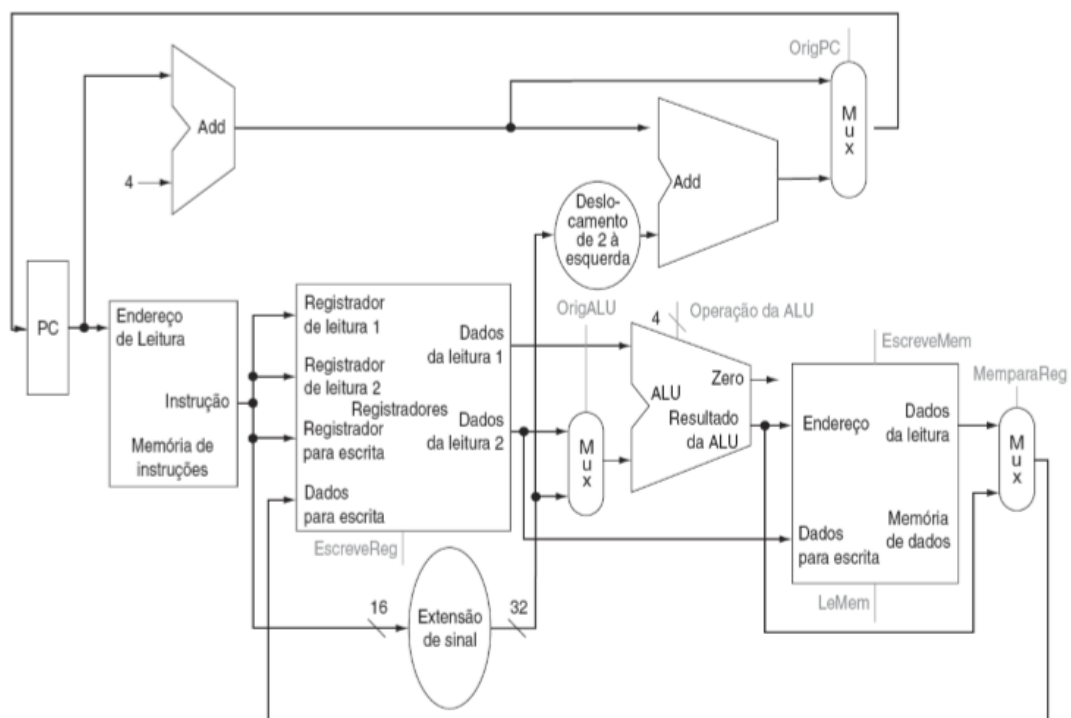 OrigPC
Add
M
u
x
4
Add
Deslo-
camento
de 2 à
esquerda
PC
Endereço
de Leitura
Instrução
Memória de
instruções
Registrador
de leitura 1
Registrador
de leitura 2
Registradores
Registrador
para escrita
Dados
para escrita
Dados
da leitura 1
Dados
da leitura 2
EscreveReg
OrigALU
M
u
x
4
Operação da ALU
Zero
ALU
Resultado
da ALU
EscreveMem
Endereço
Dados
da leitura
Dados
para escrita
Memória
de dados
LeMem
MemparaReg
M
u
x
16
Extensão
de sinal
32